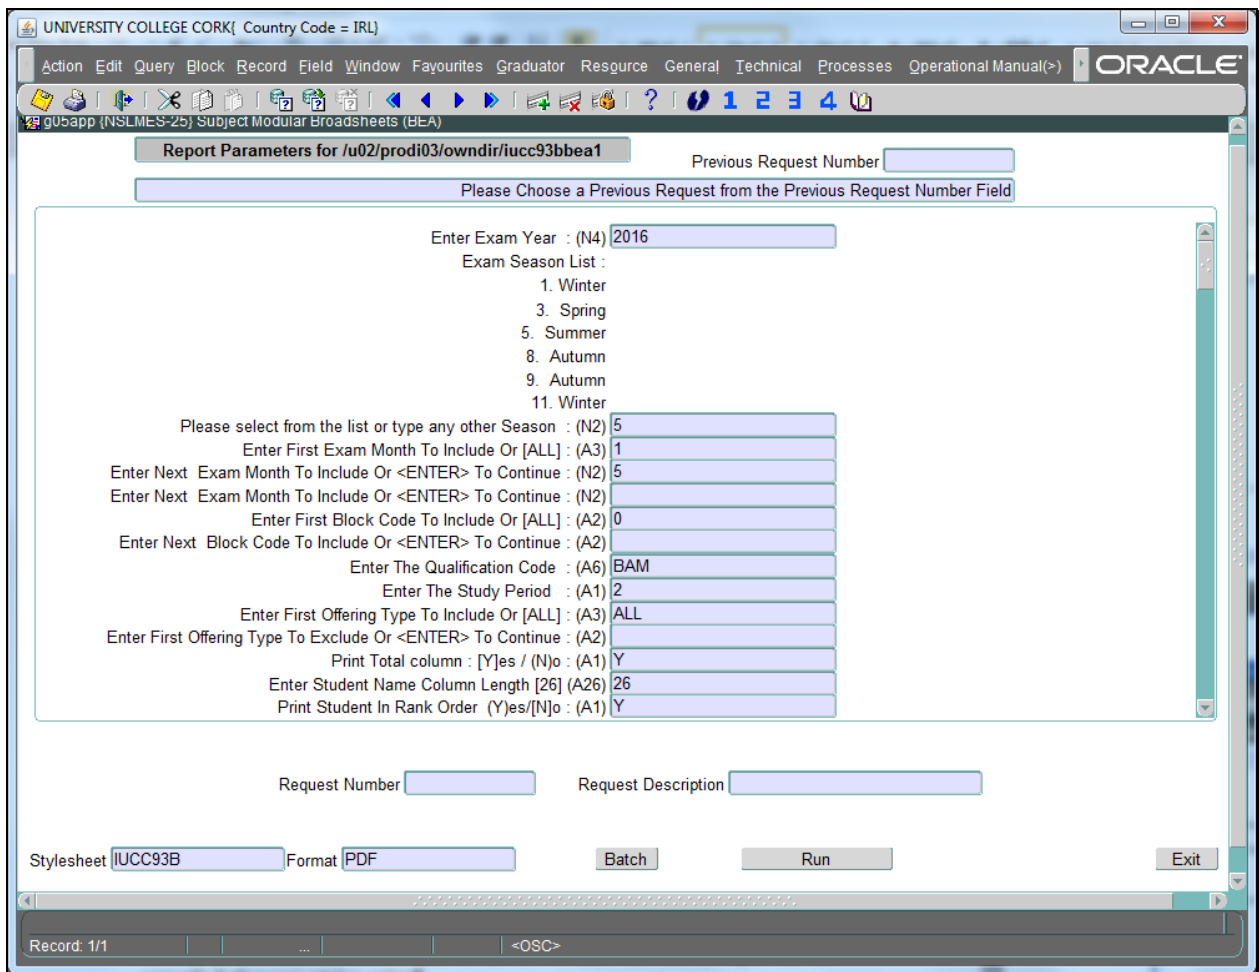 UNIVERSITY COLLEGE CORK{ Country Code = IRL}
Action Edit Query Block Record Field Window Favourites Graduator Resource General Technical Processes Operational Manual(>) ORACLE
? 1 2 3 4
g05app {NSLMES-25} Subject Modular Broadsheets (BEA)
Report Parameters for /u02/prodi03/owndir/iucc93bbea1
Previous Request Number
Please Choose a Previous Request from the Previous Request Number Field
Enter Exam Year : (N4) 2016
Exam Season List :
1. Winter
3. Spring
5. Summer
8. Autumn
9. Autumn
11. Winter
Please select from the list or type any other Season : (N2) 5
Enter First Exam Month To Include Or [ALL] : (A3) 1
Enter Next Exam Month To Include Or <ENTER> To Continue : (N2) 5
Enter Next Exam Month To Include Or <ENTER> To Continue : (N2)
Enter First Block Code To Include Or [ALL] : (A2) 0
Enter Next Block Code To Include Or <ENTER> To Continue : (A2)
Enter The Qualification Code : (A6) BAM
Enter The Study Period : (A1) 2
Enter First Offering Type To Include Or [ALL] : (A3) ALL
Enter First Offering Type To Exclude Or <ENTER> To Continue : (A2)
Print Total column : [Y]es / (N)o : (A1) Y
Enter Student Name Column Length [26] (A26) 26
Print Student In Rank Order (Y)es/[N]o : (A1) Y
Request Number Request Description
Stylesheet IUCC93B Format PDF Batch Run Exit
Record: 1/1 ... <OSC>